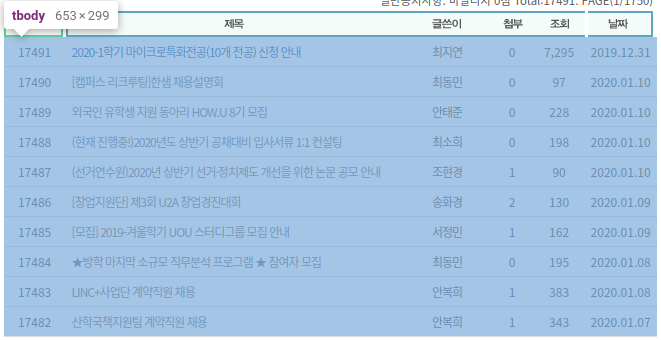 일반공지사항: 마일리지 0점 Total:17491: PAGE(1/1750)
tbody 653 × 299
제목 글쓴이 첨부 조회 날짜
17491 2020-1학기 마이크로특화전공(10개 전공) 신청 안내 최지연 0 7,295 2019.12.31
17490 [캠퍼스 리크루팅]한샘 채용설명회 최동민 0 97 2020.01.10
17489 외국인 유학생 지원 동아리 HOW.U 8기 모집 안태준 0 228 2020.01.10
17488 (현재 진행중!)2020년도 상반기 공채대비 입사서류 1:1 컨설팅 최소희 0 198 2020.01.10
17487 (선거연수원)2020년 상반기 선거·정치제도 개선을 위한 논문 공모 안내 조현경 1 90 2020.01.10
17486 [창업지원단] 제3회 U2A 창업경진대회 송화경 2 130 2020.01.09
17485 [모집] 2019-겨울학기 UOU 스터디그룹 모집 안내 서정민 1 162 2020.01.09
17484 ★방학 마지막 소규모 직무분석 프로그램 ★ 참여자 모집 최동민 0 195 2020.01.08
17483 LINC+사업단 계약직원 채용 안복희 1 383 2020.01.08
17482 산학국책지원팀 계약직원 채용 안복희 1 343 2020.01.07